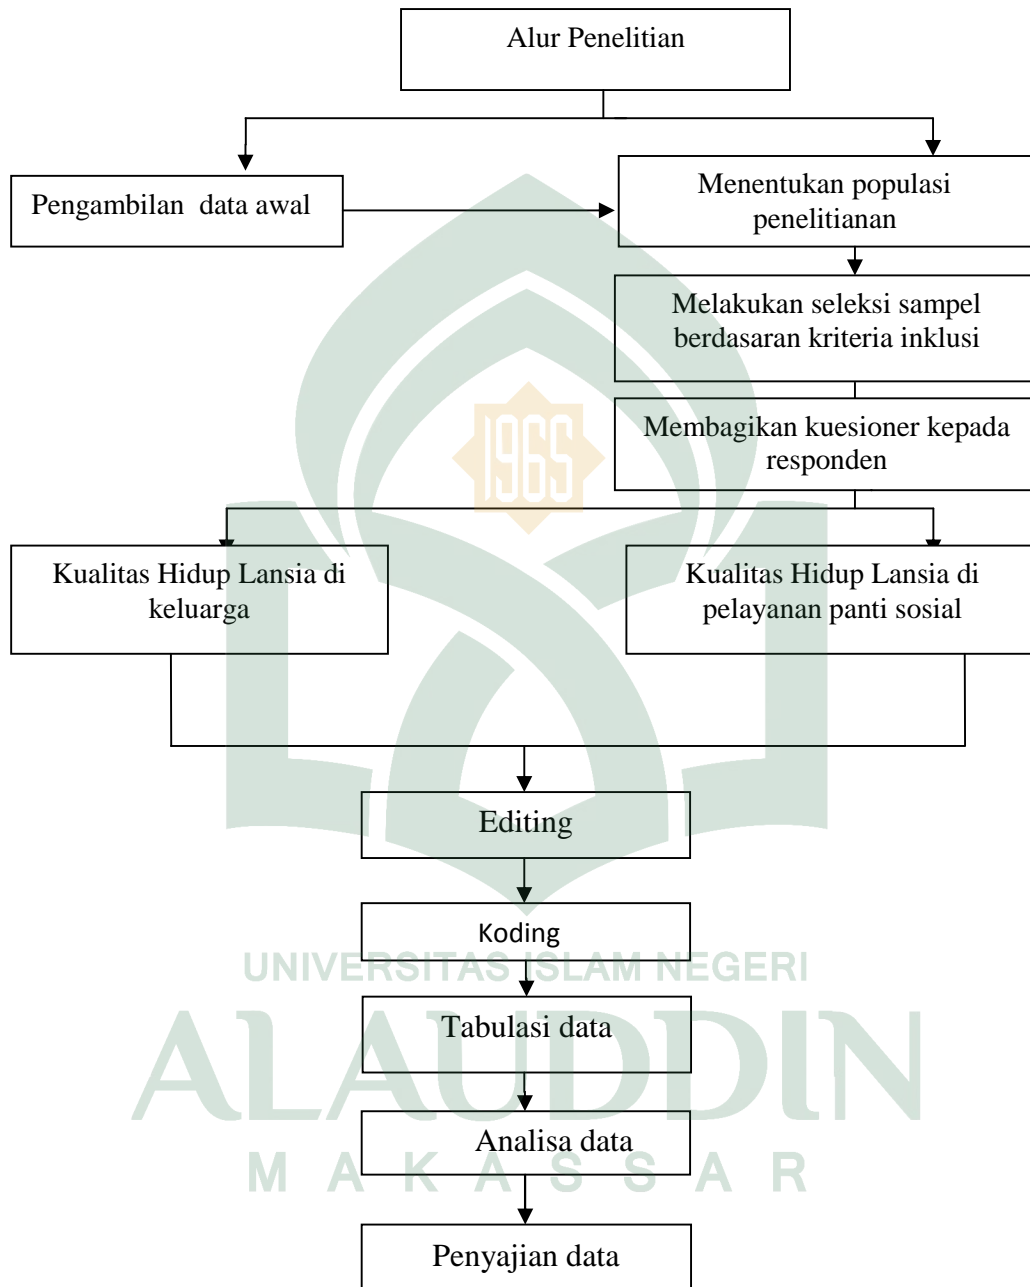 Alur Penelitian
Pengambilan data awal
Menentukan populasi
penelitianan
Melakukan seleksi sampel
berdasaran kriteria inklusi
Membagikan kuesioner kepada
responden
1965
Kualitas Hidup Lansia di
keluarga
Kualitas Hidup Lansia di
pelayanan panti sosial
Editing
Koding
UNIVERSITAS ISLAM NEGERI
Tabulasi data
ALAUDDIN
Analisa data
MAKASSAR
Penyajian data